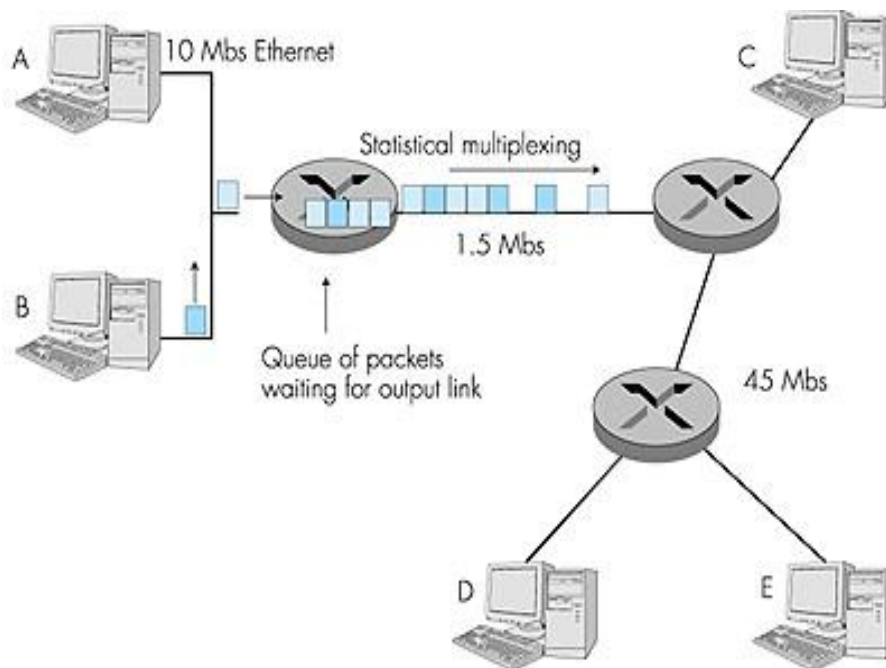 A
10 Mbs Ethernet
C
Statistical multiplexing
1.5 Mbs
B
Queue of packets
waiting for output link
45 Mbs
D
E